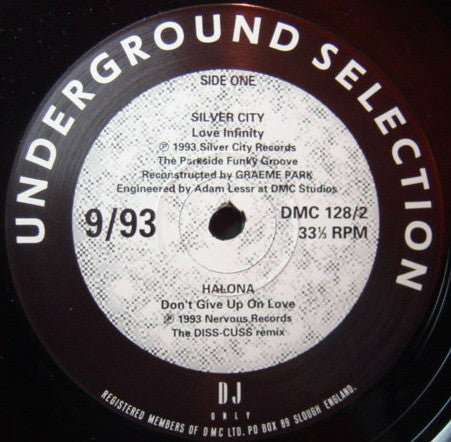 UNDERGROUND SELECTION
SIDE ONE
SILVER CITY
Love Infinity
℗ 1993 Silver City Records
The Parkside Funky Groove
Reconstructed by GRAEME PARK
Engineered by Adam Lessr at DMC Studios
9/93
DMC 128/2
33⅓ RPM
HALONA
Don't Give Up On Love
℗ 1993 Nervous Records
The DISS-CUSS remix
DJ
ONLY
REGISTERED MEMBERS OF DMC LTD. PO BOX 89 SLOUGH ENGLAND.